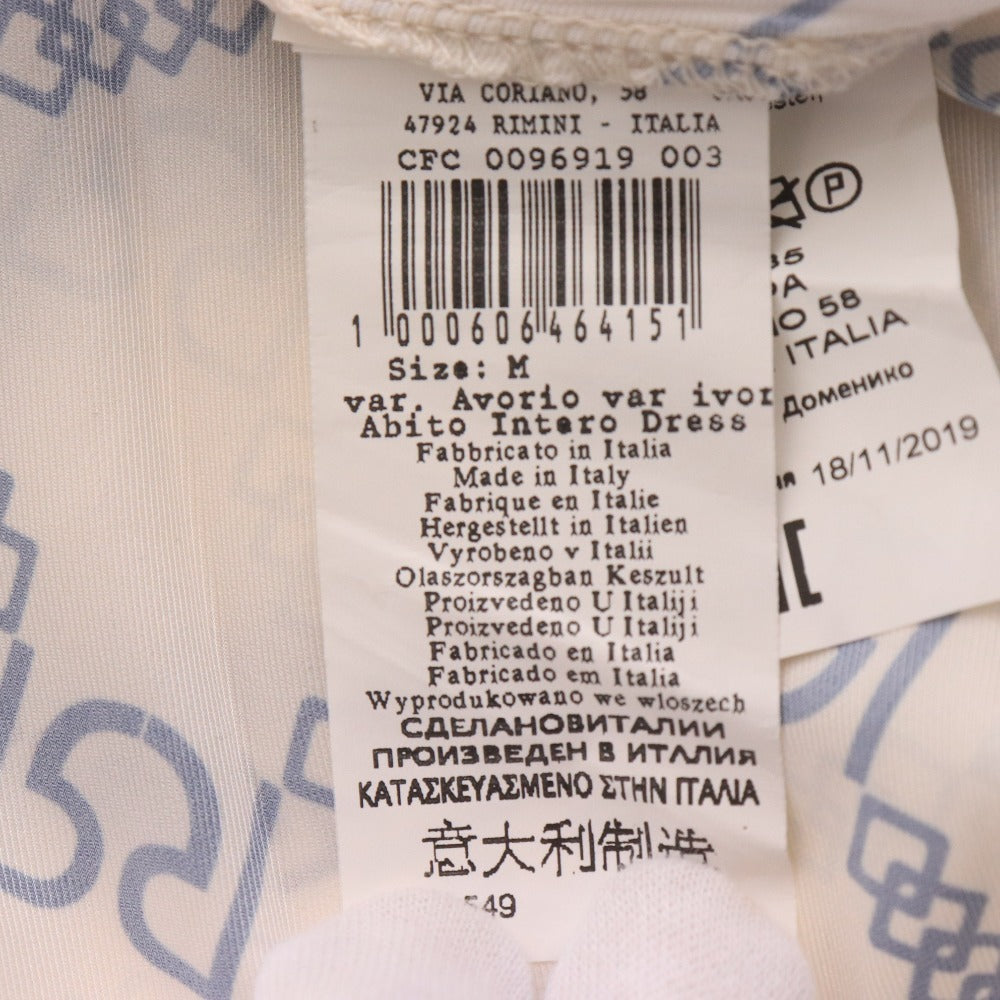 VIA CORIANO, 58
47924 RIMINI - ITALIA
CFC 0096919 003
1 000606 464151
Size: M
var. Avorio var ivor
Abito Intero Dress
Fabbricato in Italia
Made in Italy
Fabrique en Italie
Hergestellt in Italien
Vyrobeno v Italii
Olaszorszagban Keszult
Proizvedeno U Italiji
Proizvedeno U Italiji
Fabricado en Italia
Fabricado em Italia
Wyprodukowano we wloszech
СДЕЛАНОВИТАЛИИ
ПРОИЗВЕДЕН В ИТАЛИЯ
ΚΑΤΑΣΚΕΥΑΣΜΕΝΟ ΣΤΗΝ ΙΤΑΛΙΑ
意大利制造
549
P
35
PA
NO 58
ITALIA
Доменико
18/11/2019